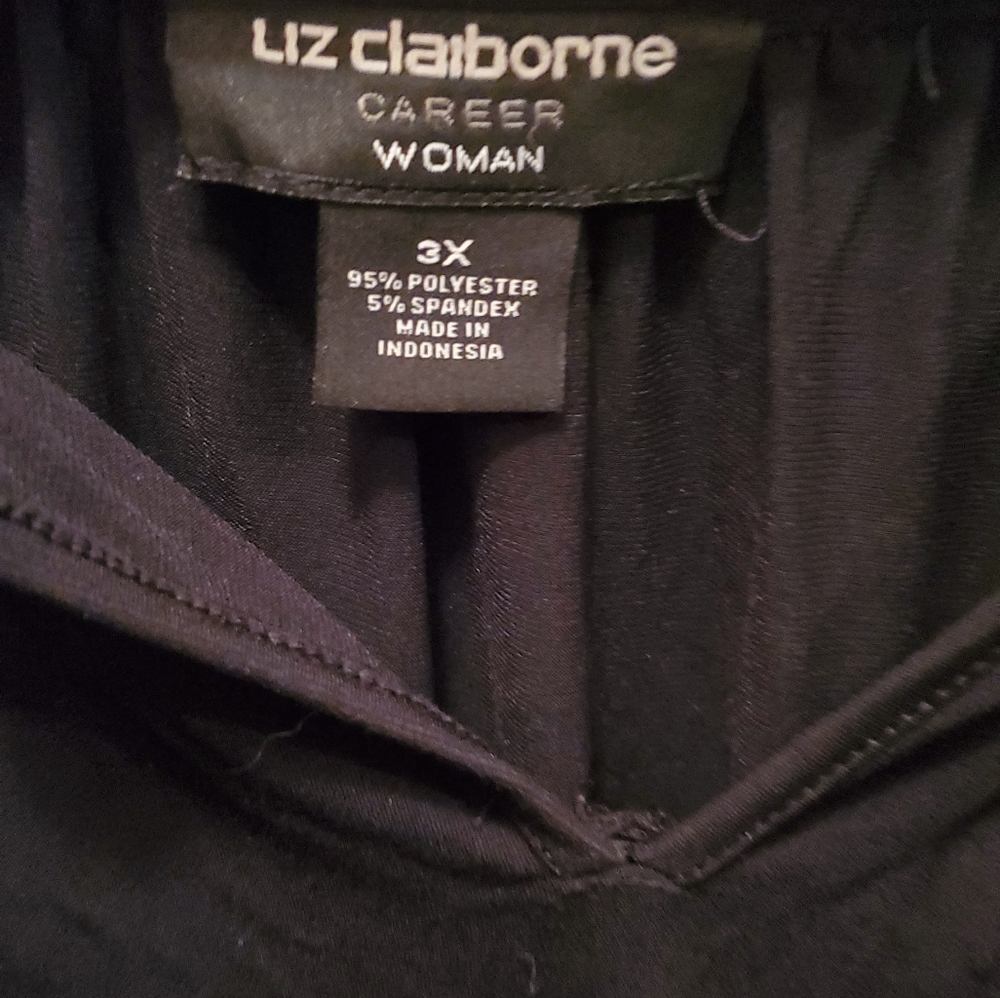 Liz claiborne
CAREER
WOMAN
3X
95% POLYESTER
5% SPANDEX
MADE IN
INDONESIA